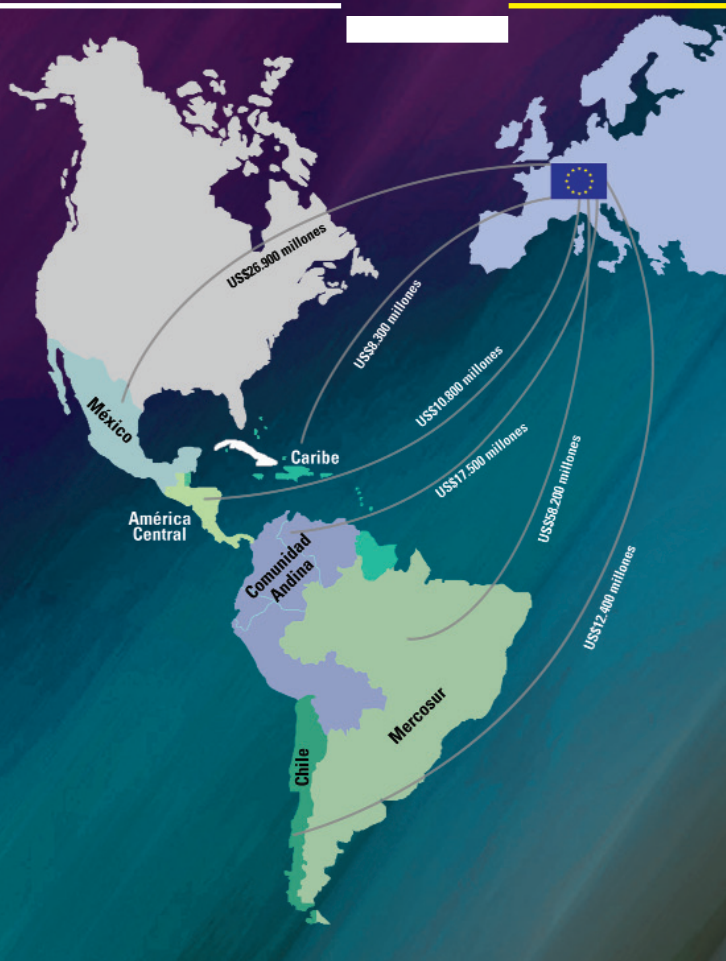 US$26.900 millones
US$8.300 millones
US$10.800 millones
US$17.500 millones
US$58.200 millones
US$12.400 millones
México
Caribe
América
Central
Comunidad
Andina
Mercosur
Chile